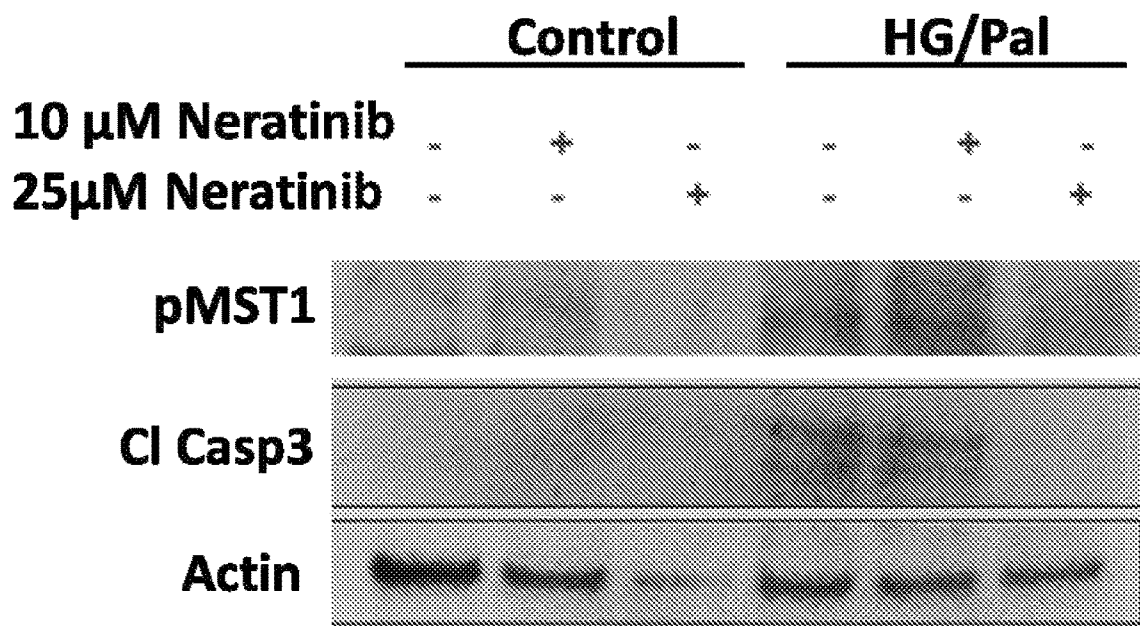 Control HG/Pal
10 µM Neratinib - + - - + -
25µM Neratinib - - + - - +
pMST1
Cl Casp3
Actin